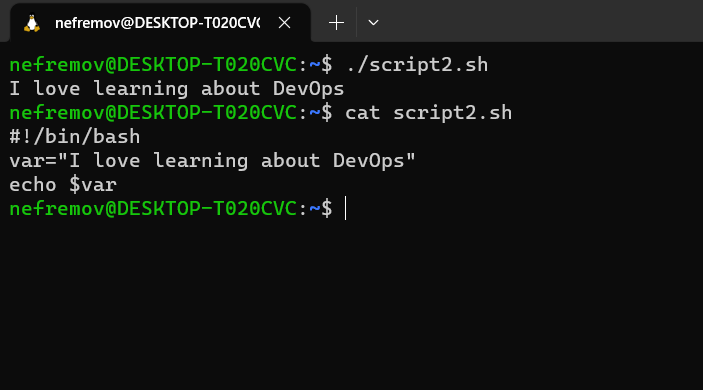 nefremov@DESKTOP-T020CVC
nefremov@DESKTOP-T020CVC:~$ ./script2.sh
I love learning about DevOps
nefremov@DESKTOP-T020CVC:~$ cat script2.sh
#!/bin/bash
var="I love learning about DevOps"
echo $var
nefremov@DESKTOP-T020CVC:~$